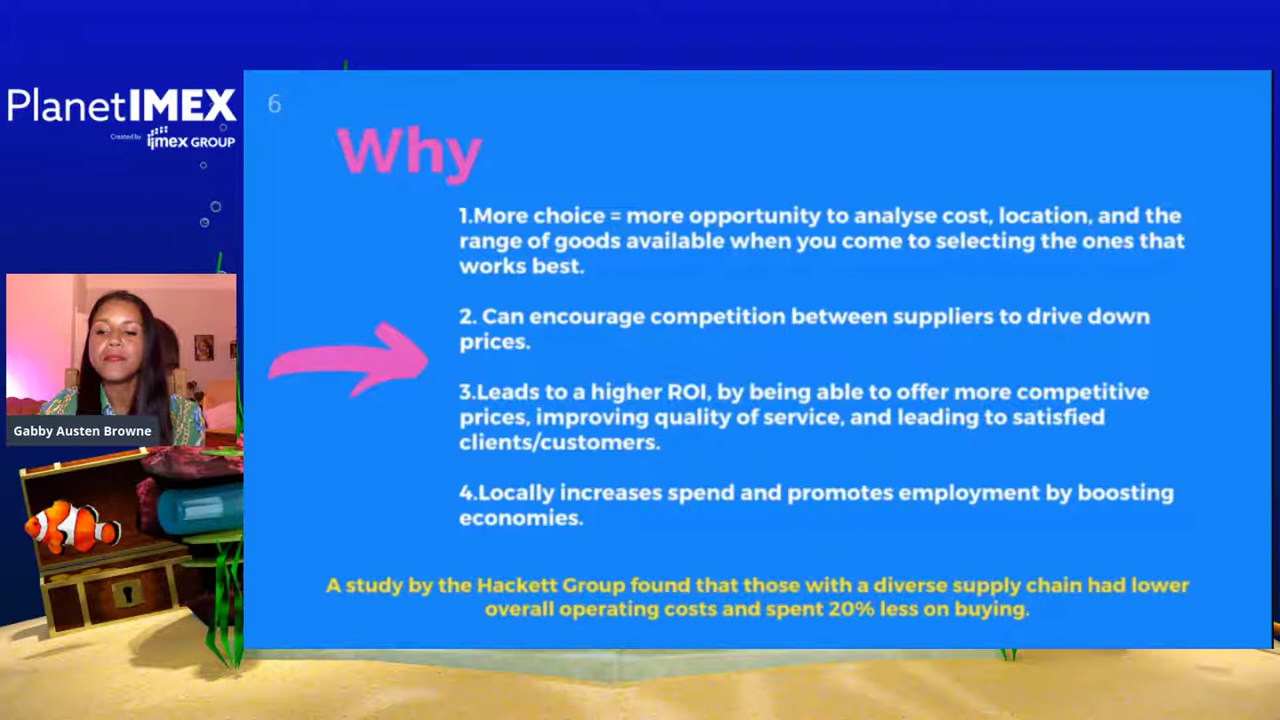 PlanetIMEX
Created by imex GROUP
Gabby Austen Browne
6
Why
1.More choice = more opportunity to analyse cost, location, and the
range of goods available when you come to selecting the ones that
works best.
2. Can encourage competition between suppliers to drive down
prices.
3.Leads to a higher ROI, by being able to offer more competitive
prices, improving quality of service, and leading to satisfied
clients/customers.
4.Locally increases spend and promotes employment by boosting
economies.
A study by the Hackett Group found that those with a diverse supply chain had lower
overall operating costs and spent 20% less on buying.